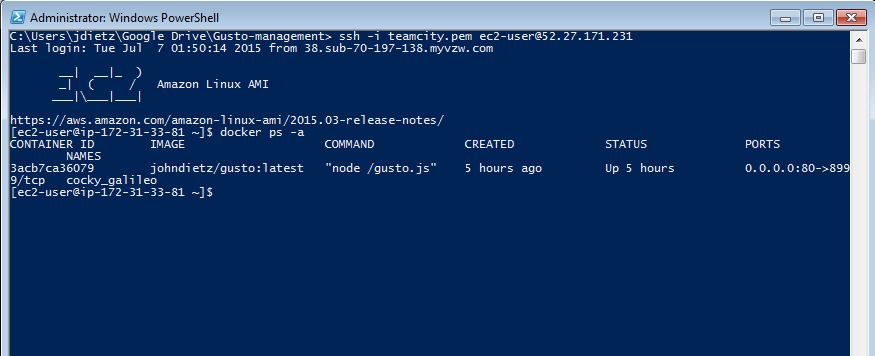 Administrator: Windows PowerShell
C:\Users\jdietz\Google Drive\Gusto-management> ssh -i teamcity.pem ec2-user@52.27.171.231
Last login: Tue Jul  7 01:50:14 2015 from 38.sub-70-197-138.myvzw.com
       __|  __|_  )
       _|  (     /   Amazon Linux AMI
      ___|\___|___|
https://aws.amazon.com/amazon-linux-ami/2015.03-release-notes/
[ec2-user@ip-172-31-33-81 ~]$ docker ps -a
CONTAINER ID        IMAGE                    COMMAND             CREATED             STATUS              PORTS
        NAMES
3acb7ca36079        johndietz/gusto:latest   "node /gusto.js"    5 hours ago         Up 5 hours          0.0.0.0:80->899
9/tcp   cocky_galileo
[ec2-user@ip-172-31-33-81 ~]$